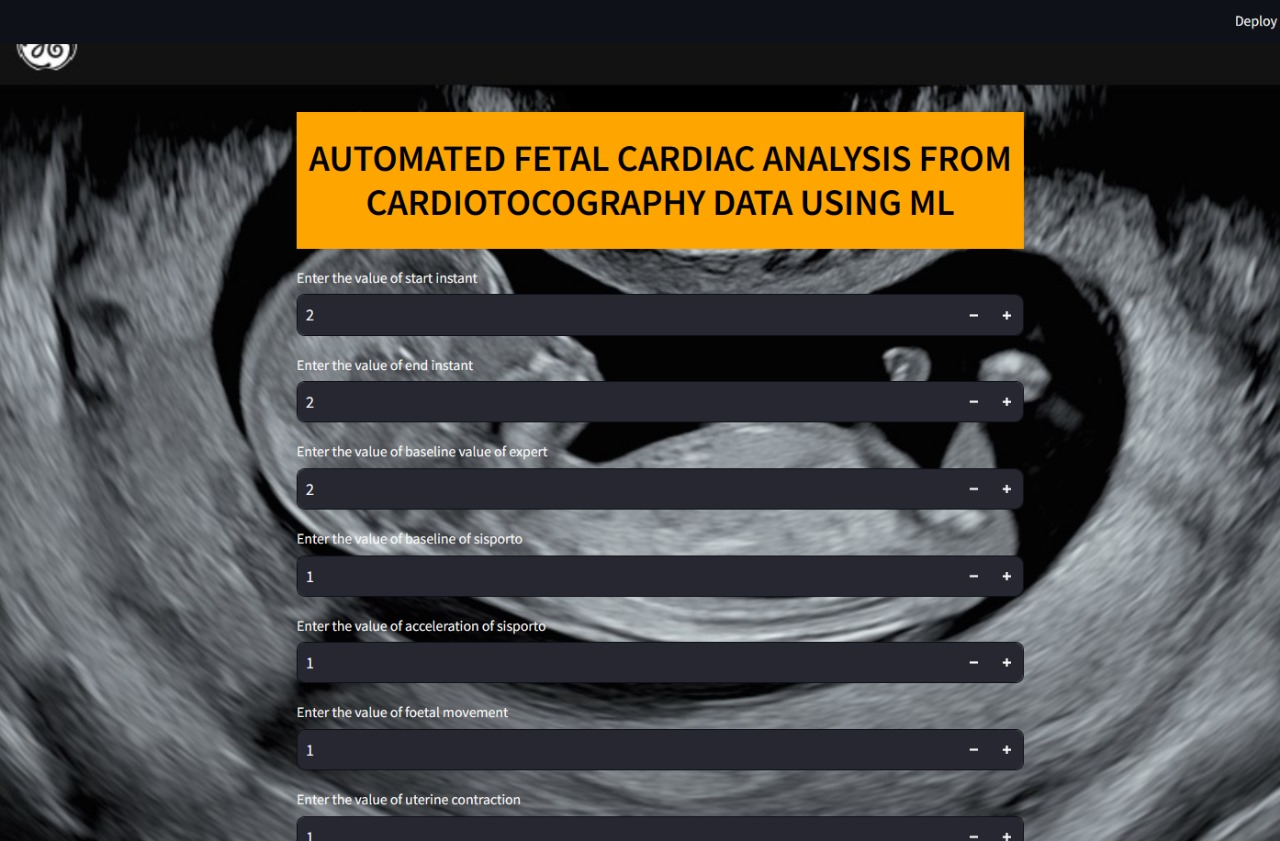 Deploy
AUTOMATED FETAL CARDIAC ANALYSIS FROM
CARDIOTOCOGRAPHY DATA USING ML
Enter the value of start instant
2
Enter the value of end instant
2
Enter the value of baseline value of expert
2
Enter the value of baseline of sisporto
1
Enter the value of acceleration of sisporto
1
Enter the value of foetal movement
1
Enter the value of uterine contraction
1